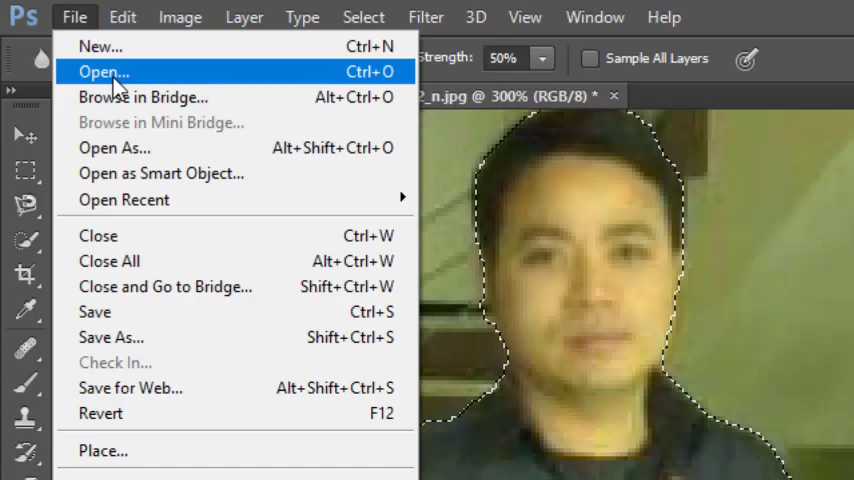 Ps File Edit Image Layer Type Select Filter 3D View Window Help
Strength: 50% Sample All Layers
2_n.jpg @ 300% (RGB/8) * ×
New... Ctrl+N
Open... Ctrl+O
Browse in Bridge... Alt+Ctrl+O
Browse in Mini Bridge...
Open As... Alt+Shift+Ctrl+O
Open as Smart Object...
Open Recent
Close Ctrl+W
Close All Alt+Ctrl+W
Close and Go to Bridge... Shift+Ctrl+W
Save Ctrl+S
Save As... Shift+Ctrl+S
Check In...
Save for Web... Alt+Shift+Ctrl+S
Revert F12
Place...